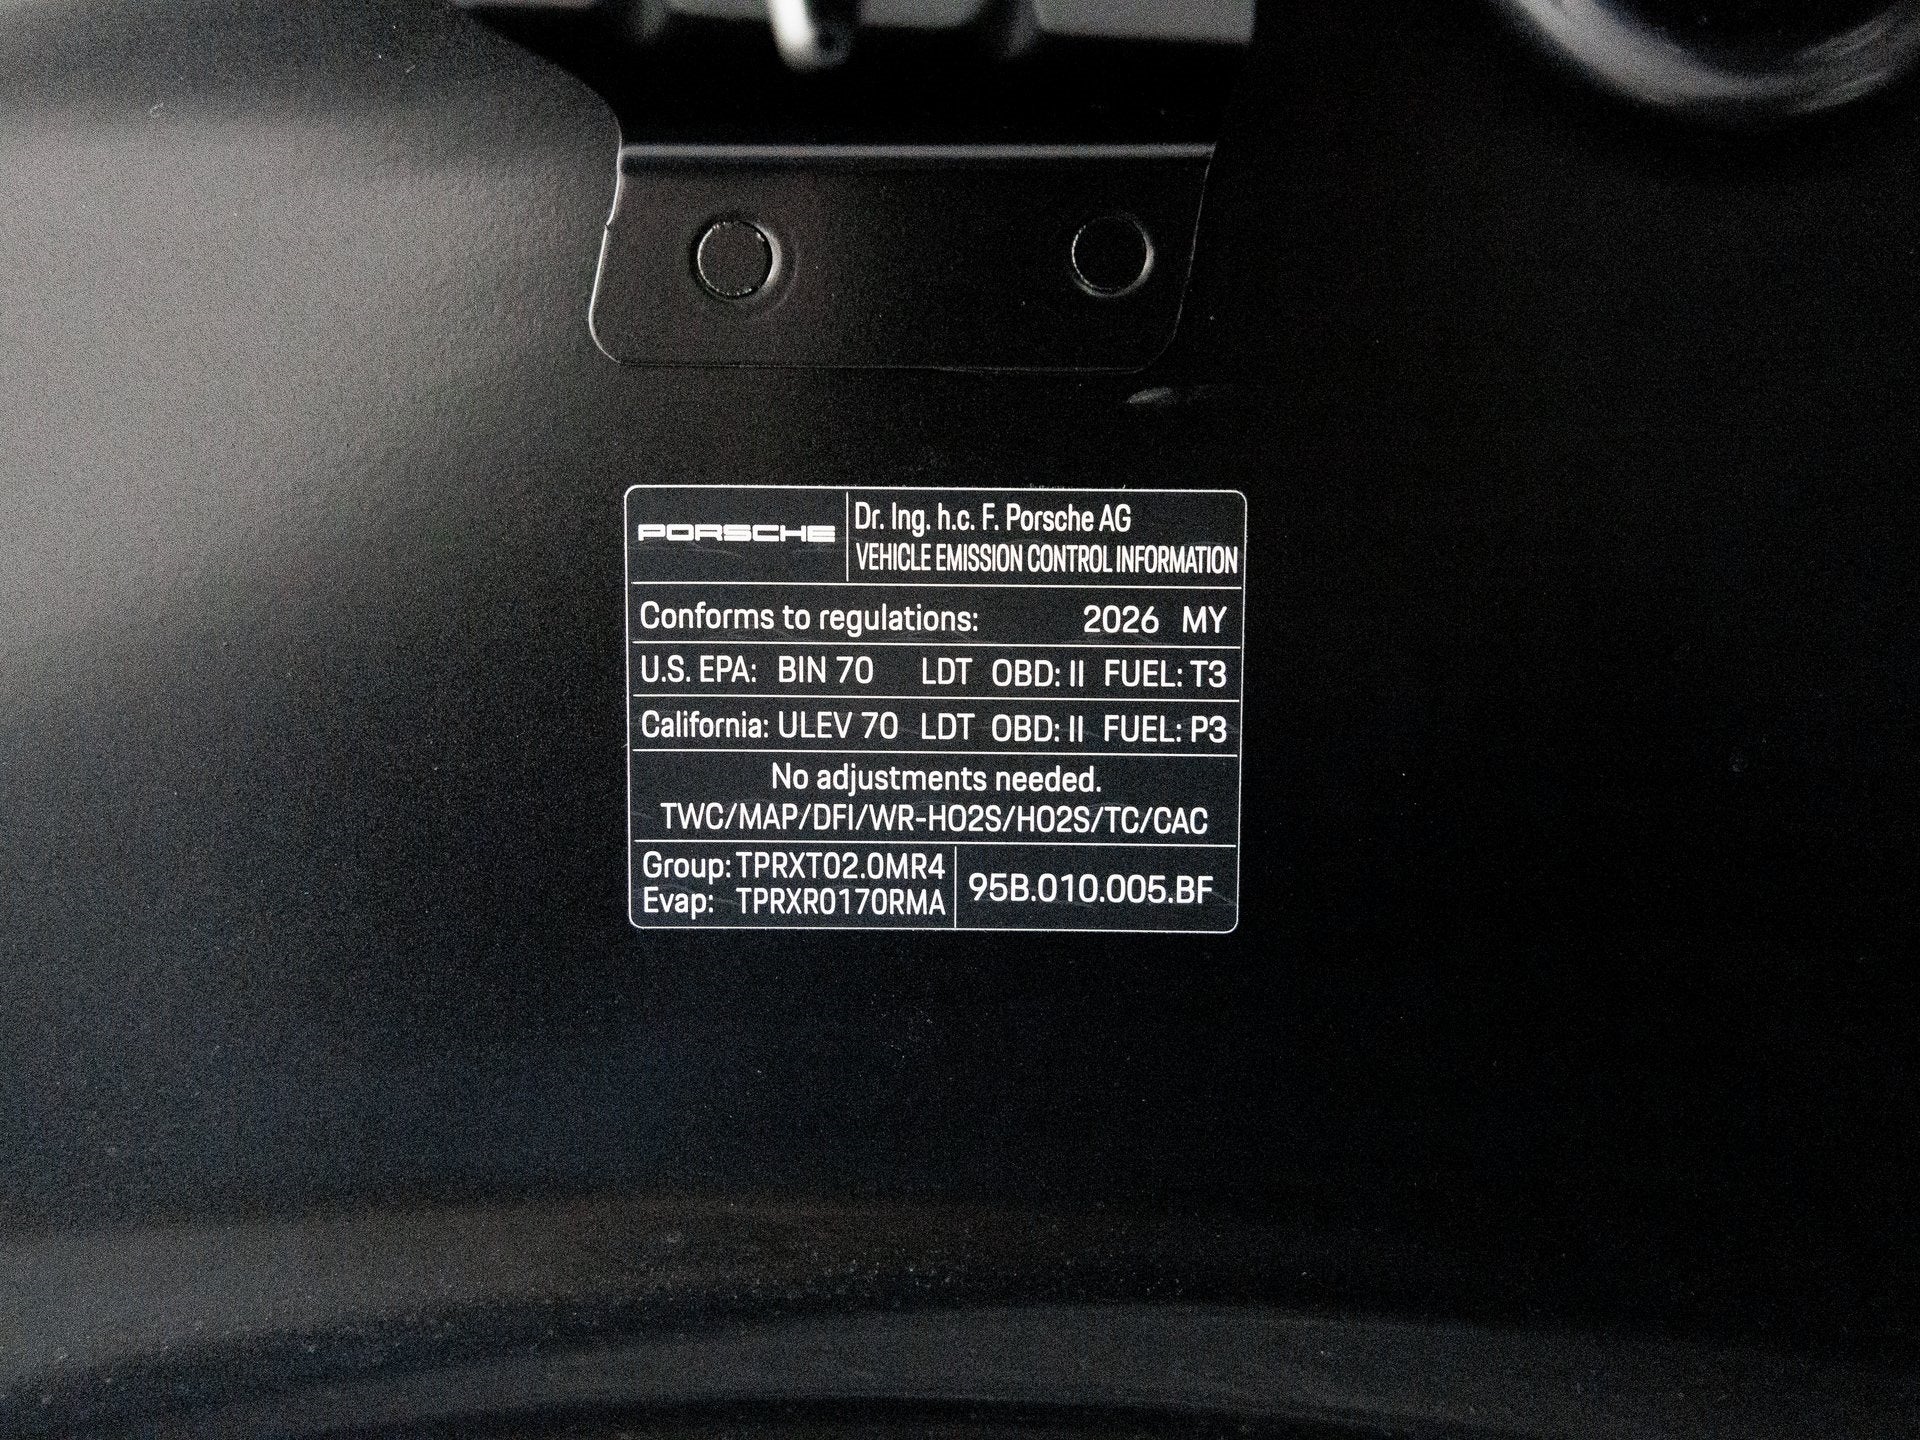 PORSCHE
Dr. Ing. h.c. F. Porsche AG
VEHICLE EMISSION CONTROL INFORMATION
Conforms to regulations: 2026 MY
U.S. EPA: BIN 70 LDT OBD: II FUEL: T3
California: ULEV 70 LDT OBD: II FUEL: P3
No adjustments needed.
TWC/MAP/DFI/WR-HO2S/HO2S/TC/CAC
Group: TPRXT02.0MR4
Evap: TPRXR0170RMA
95B.010.005.BF